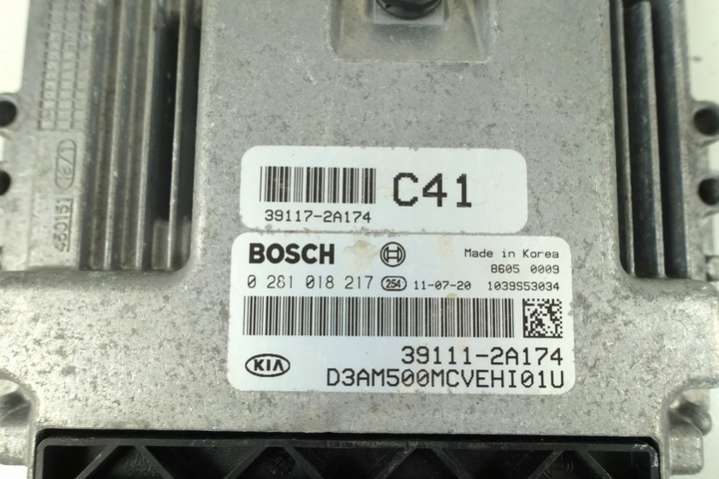 C41
39117-2A174
BOSCH
Made in Korea
8605 0009
0 281 018 217 254 11-07-20 1039S53034
39111-2A174
KIA D3AM500MCVEHI01U